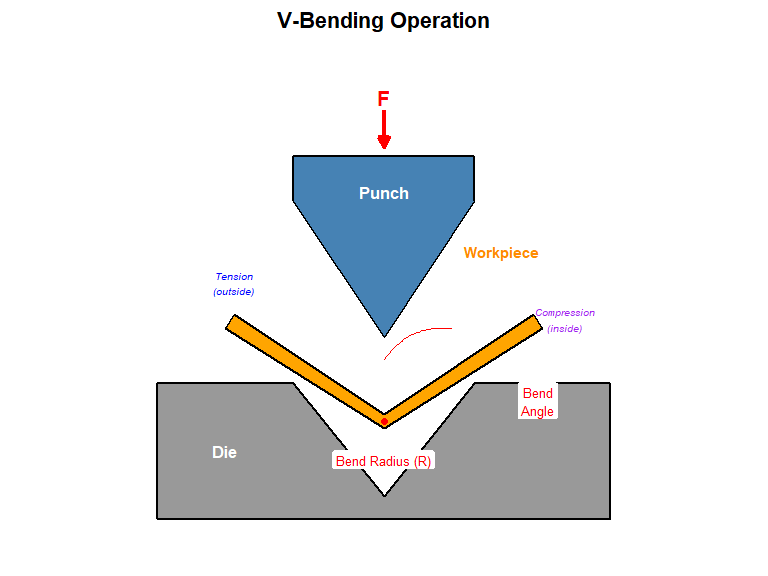 V-Bending Operation
F
Punch
Workpiece
Tension
(outside)
Compression
(inside)
Bend
Angle
Die
Bend Radius (R)